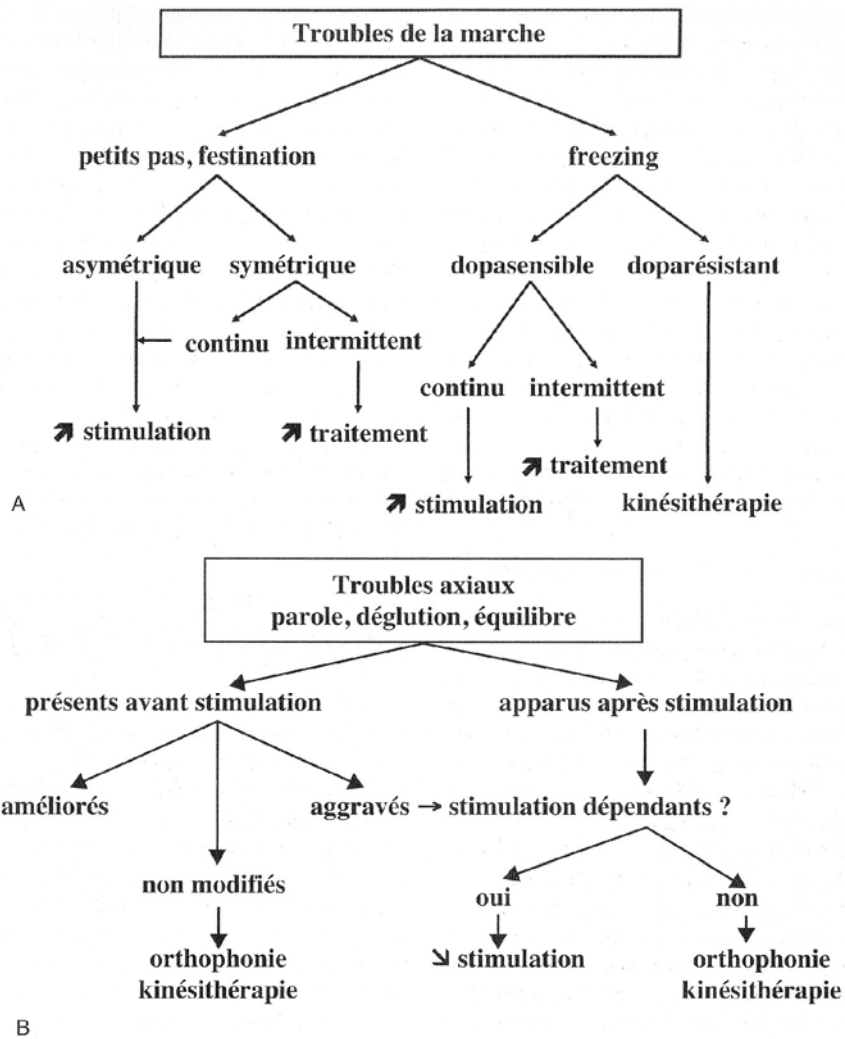 Troubles de la marche
petits pas, festination
freezing
asymétrique
symétrique
dopasensible
doparésistant
continu
intermittent
continu
intermittent
↗ stimulation
↗ traitement
↗ traitement
↗ stimulation
kinésithérapie
A
Troubles axiaux
parole, déglution, équilibre
présents avant stimulation
apparus après stimulation
améliorés
aggravés → stimulation dépendants ?
non modifiés
oui
non
orthophonie
kinésithérapie
↘ stimulation
orthophonie
kinésithérapie
B